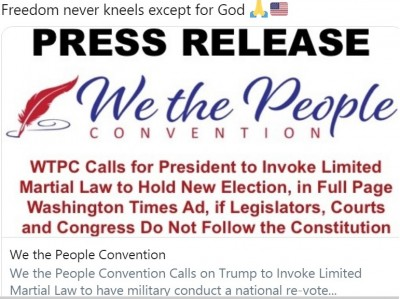 Freedom never kneels except for God 🙏🇺🇸
PRESS RELEASE
We the People
CONVENTION
WTPC Calls for President to Invoke Limited
Martial Law to Hold New Election, in Full Page
Washington Times Ad, if Legislators, Courts
and Congress Do Not Follow the Constitution
We the People Convention
We the People Convention Calls on Trump to Invoke Limited
Martial Law to have military conduct a national re-vote...